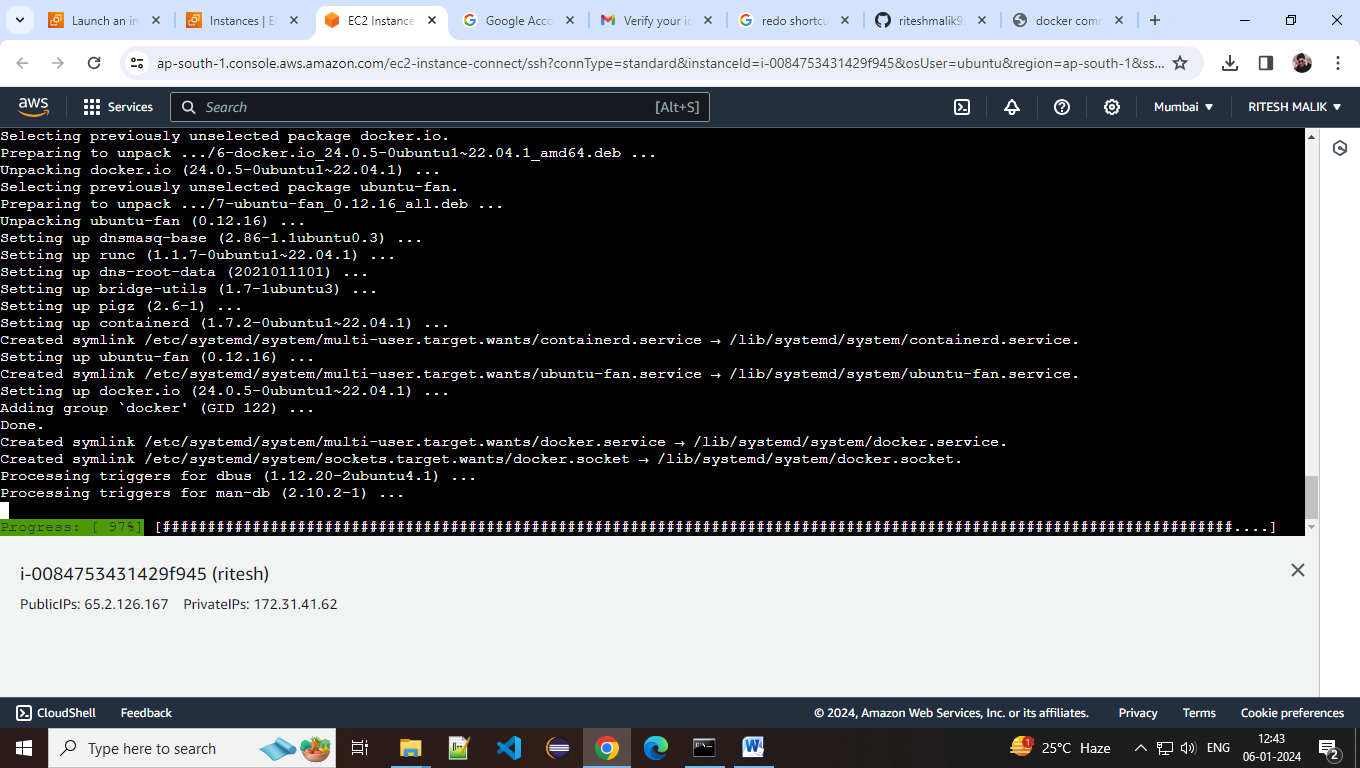 Launch an in
Instances | E
EC2 Instance
Google Acco
Verify your i
redo shortcu
riteshmalik9
docker com
ap-south-1.console.aws.amazon.com/ec2-instance-connect/ssh?connType=standard&instanceId=i-0084753431429f945&osUser=ubuntu&region=ap-south-1&ss...
aws
Services
Search
[Alt+S]
Mumbai
RITESH MALIK
Selecting previously unselected package docker.io.
Preparing to unpack .../6-docker.io_24.0.5-0ubuntu1~22.04.1_amd64.deb ...
Unpacking docker.io (24.0.5-0ubuntu1~22.04.1) ...
Selecting previously unselected package ubuntu-fan.
Preparing to unpack .../7-ubuntu-fan_0.12.16_all.deb ...
Unpacking ubuntu-fan (0.12.16) ...
Setting up dnsmasq-base (2.86-1.1ubuntu0.3) ...
Setting up runc (1.1.7-0ubuntu1~22.04.1) ...
Setting up dns-root-data (2021011101) ...
Setting up bridge-utils (1.7-1ubuntu3) ...
Setting up pigz (2.6-1) ...
Setting up containerd (1.7.2-0ubuntu1~22.04.1) ...
Created symlink /etc/systemd/system/multi-user.target.wants/containerd.service → /lib/systemd/system/containerd.service.
Setting up ubuntu-fan (0.12.16) ...
Created symlink /etc/systemd/system/multi-user.target.wants/ubuntu-fan.service → /lib/systemd/system/ubuntu-fan.service.
Setting up docker.io (24.0.5-0ubuntu1~22.04.1) ...
Adding group `docker' (GID 122) ...
Done.
Created symlink /etc/systemd/system/multi-user.target.wants/docker.service → /lib/systemd/system/docker.service.
Created symlink /etc/systemd/system/sockets.target.wants/docker.socket → /lib/systemd/system/docker.socket.
Processing triggers for dbus (1.12.20-2ubuntu4.1) ...
Processing triggers for man-db (2.10.2-1) ...
Progress: [ 97%] [#######################################################################################################################....]
i-0084753431429f945 (ritesh)
PublicIPs: 65.2.126.167 PrivateIPs: 172.31.41.62
CloudShell
Feedback
© 2024, Amazon Web Services, Inc. or its affiliates.
Privacy
Terms
Cookie preferences
Type here to search
1
25°C Haze
ENG
12:43
06-01-2024
2